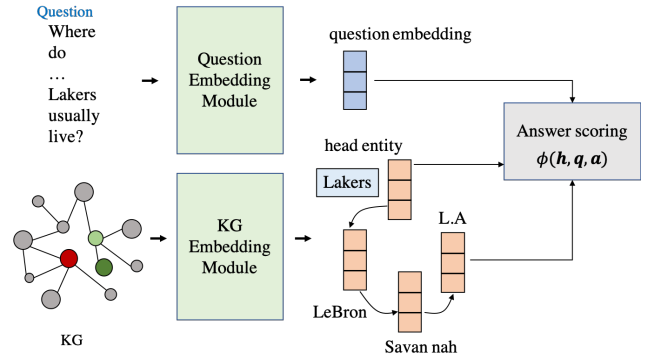 Question
Where
do
…
Lakers
usually
live?
Question
Embedding
Module
question embedding
head entity
Lakers
Answer scoring
ϕ(h, q, a)
KG
KG
Embedding
Module
L.A
LeBron
Savan nah